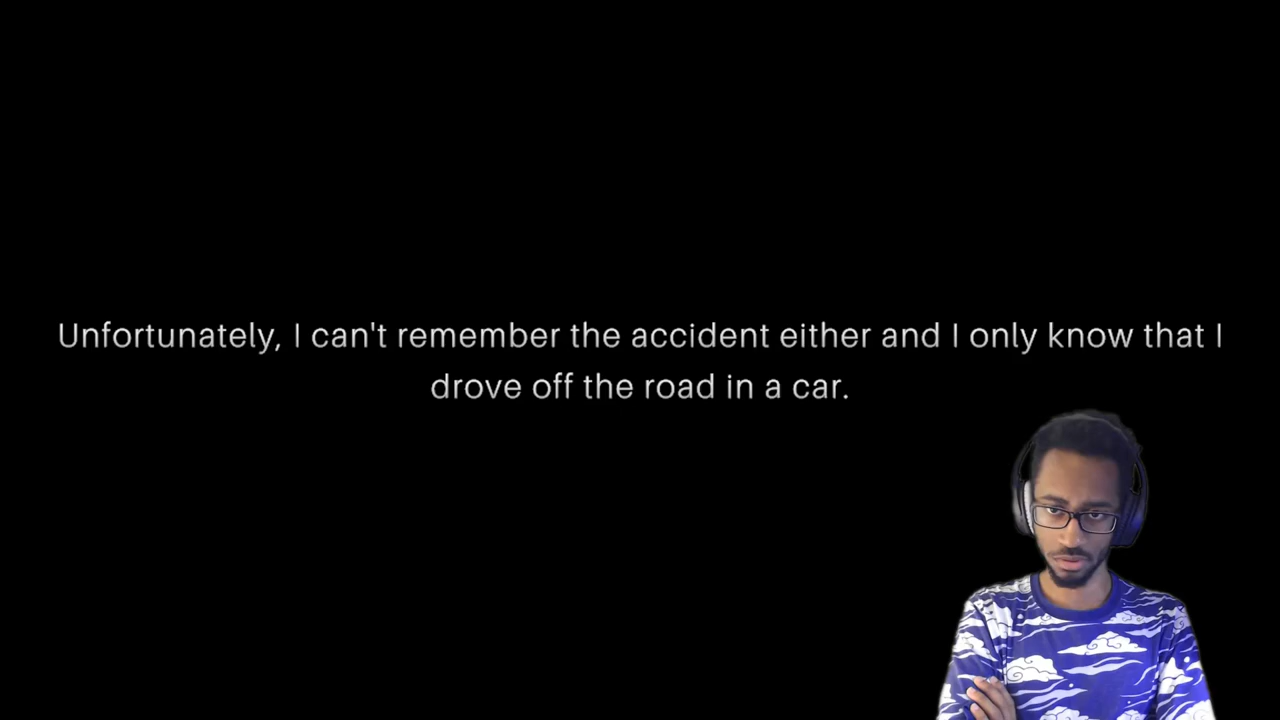 Unfortunately, I can't remember the accident either and I only know that I
drove off the road in a car.